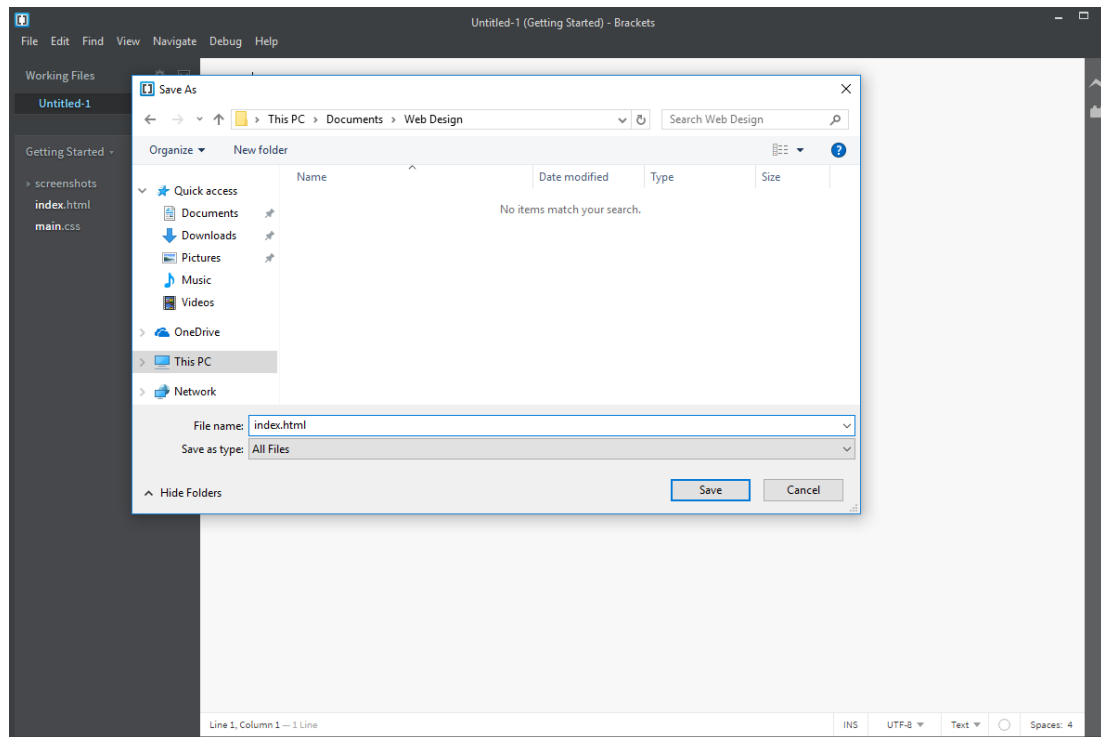 Untitled-1 (Getting Started) - Brackets
File Edit Find View Navigate Debug Help
Working Files
Untitled-1
Getting Started
screenshots
index.html
main.css
Save As
This PC > Documents > Web Design
Search Web Design
Organize New folder
Name Date modified Type Size
No items match your search.
Quick access
Documents
Downloads
Pictures
Music
Videos
OneDrive
This PC
Network
File name: index.html
Save as type: All Files
Hide Folders
Save Cancel
Line 1, Column 1 — 1 Line
INS UTF-8 Text Spaces: 4